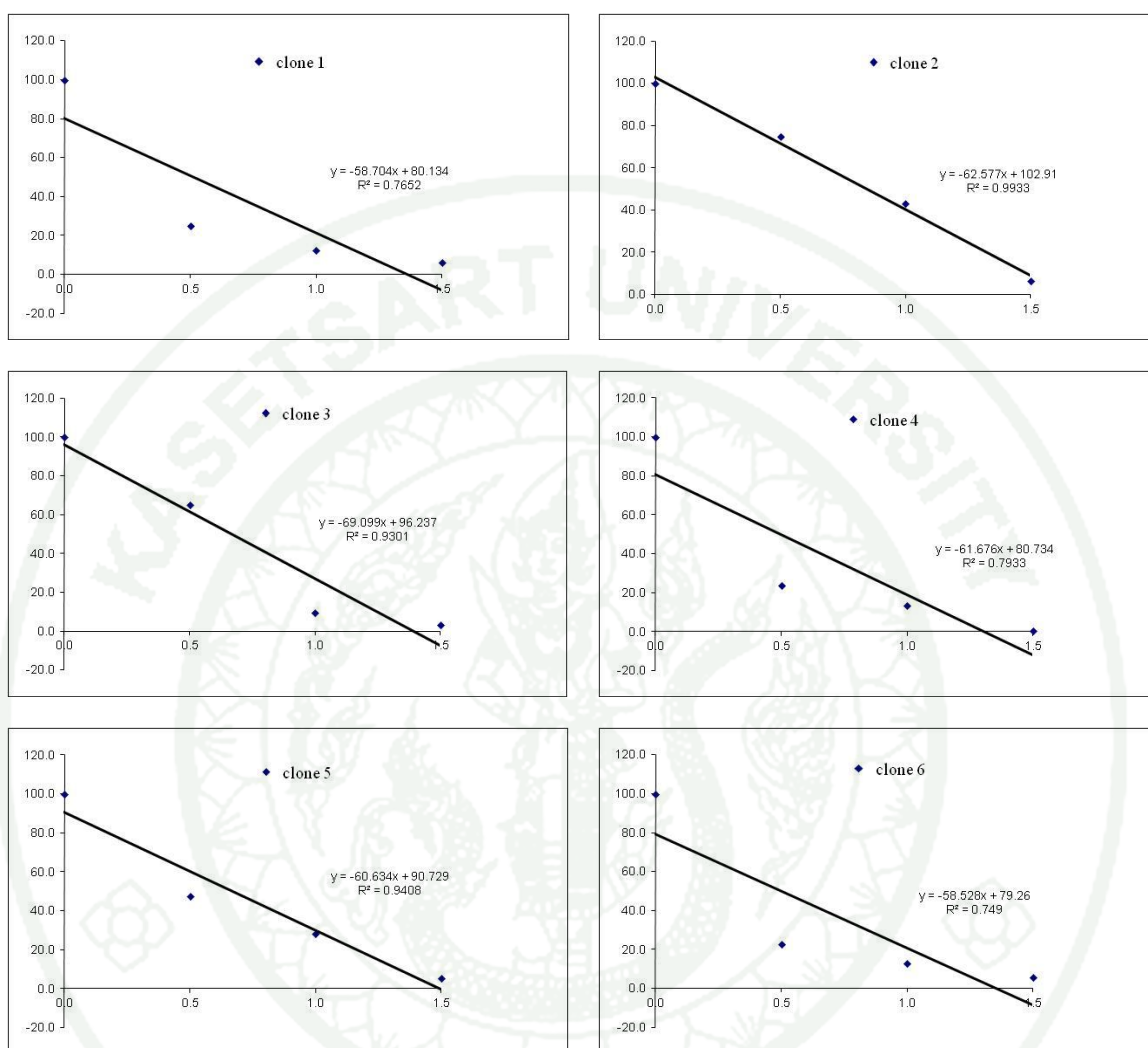 120.0
100.0
80.0
60.0
40.0
20.0
0.0
-20.0
0.0 0.5 1.0 1.5
clone 1
y = -58.704x + 80.134
R² = 0.7652
120.0
100.0
80.0
60.0
40.0
20.0
0.0
0.0 0.5 1.0 1.5
clone 2
y = -62.577x + 102.91
R² = 0.9933
120.0
100.0
80.0
60.0
40.0
20.0
0.0
-20.0
0.0 0.5 1.0 1.5
clone 3
y = -69.099x + 96.237
R² = 0.9301
120.0
100.0
80.0
60.0
40.0
20.0
0.0
-20.0
0.0 0.5 1.0 1.5
clone 4
y = -61.676x + 80.734
R² = 0.7933
120.0
100.0
80.0
60.0
40.0
20.0
0.0
-20.0
0.0 0.5 1.0 1.5
clone 5
y = -60.634x + 90.729
R² = 0.9408
120.0
100.0
80.0
60.0
40.0
20.0
0.0
-20.0
0.0 0.5 1.0 1.5
clone 6
y = -58.528x + 79.26
R² = 0.749
KASETSART UNIVERSITY